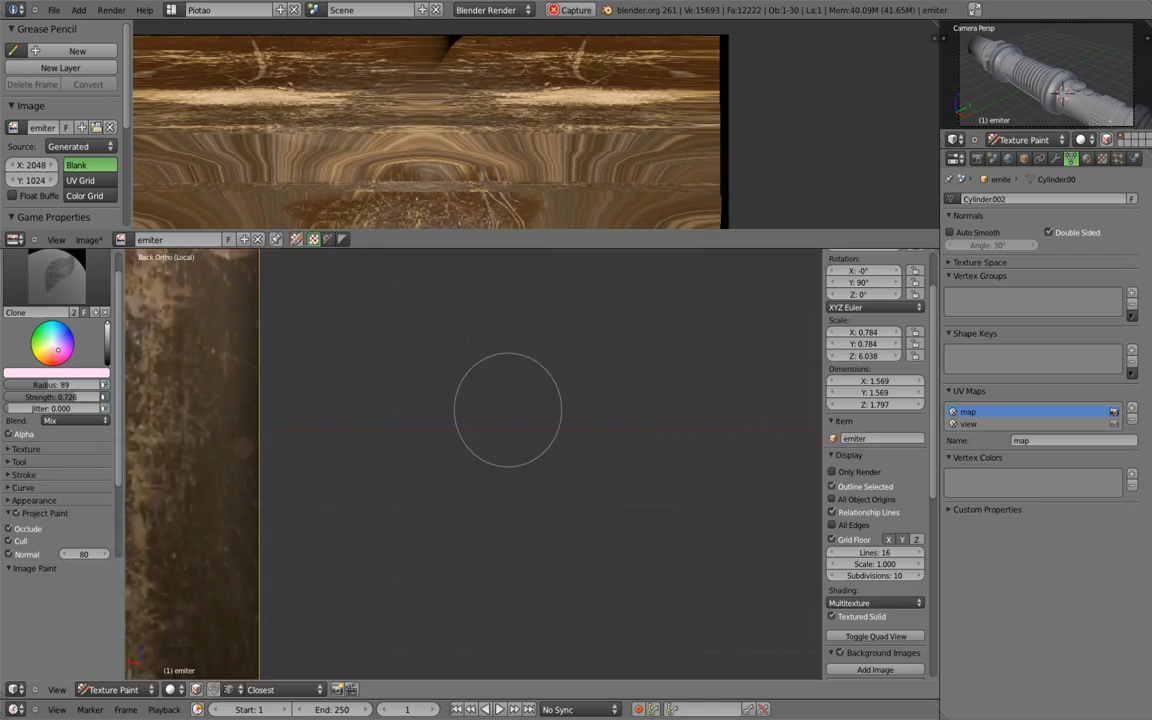 File Add Render Help Piotao Scene Blender Render Capture blender.org 261 | Ve:15693 | Fa:12222 | Ob:1-30 | La:1 | Mem:40.09M (41.65M) | emiter
Grease Pencil
New
New Layer
Delete Frame Convert
Image
emiter F
Source: Generated
X: 2048 Blank
Y: 1024 UV Grid
Float Buffe Color Grid
Game Properties
View Image* emiter F
Camera Persp
(1) emiter
Texture Paint
emite Cylinder.00
Cylinder.002 F
Normals
Auto Smooth Double Sided
Angle: 30°
Texture Space
Vertex Groups
Shape Keys
UV Maps
map
view
Name: map
Vertex Colors
Custom Properties
Back Ortho (Local)
Clone 2 F
Radius: 89
Strength: 0.726
Jitter: 0.000
Blend: Mix
Alpha
Texture
Tool
Stroke
Curve
Appearance
Project Paint
Occlude
Cull
Normal 80
Image Paint
(1) emiter
Rotation:
X: -0°
Y: 90°
Z: 0°
XYZ Euler
Scale:
X: 0.784
Y: 0.784
Z: 6.038
Dimensions:
X: 1.569
Y: 1.569
Z: 1.797
Item
emiter
Display
Only Render
Outline Selected
All Object Origins
Relationship Lines
All Edges
Grid Floor X Y Z
Lines: 16
Scale: 1.000
Subdivisions: 10
Shading:
Multitexture
Textured Solid
Toggle Quad View
Background Images
Add Image
View Texture Paint Closest
View Marker Frame Playback Start: 1 End: 250 1 No Sync